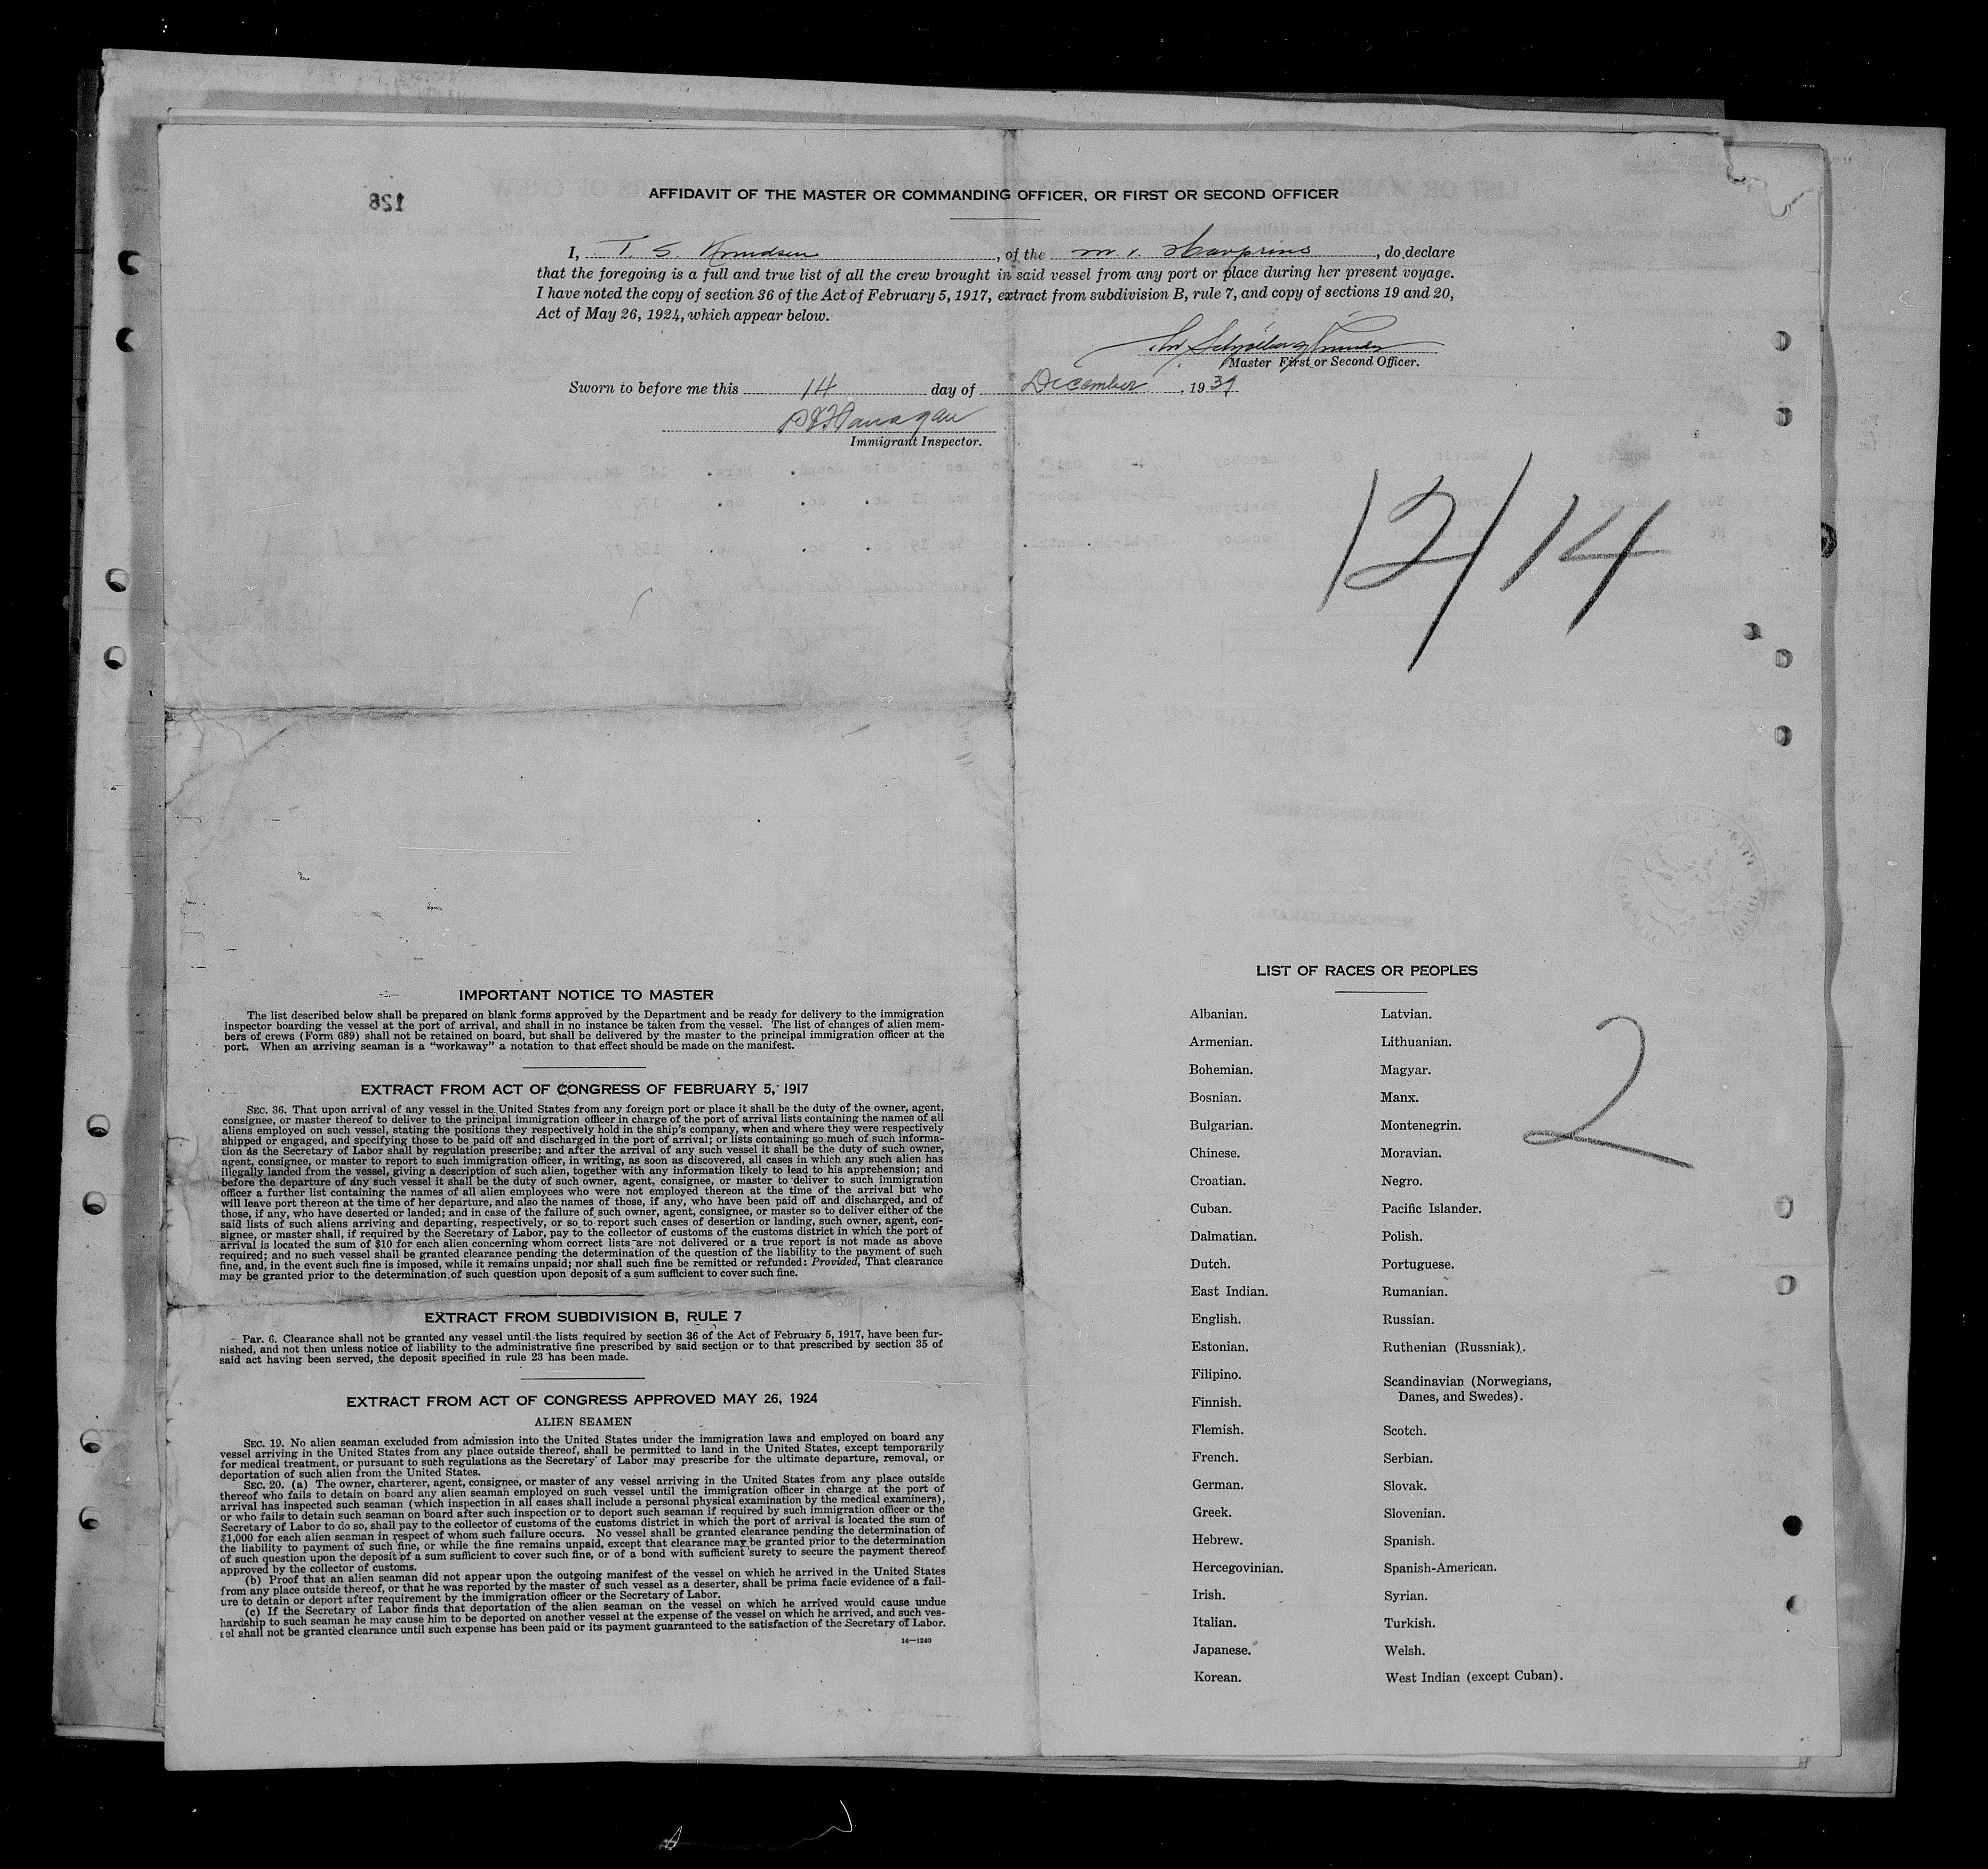 128
AFFIDAVIT OF THE MASTER OR COMMANDING OFFICER, OR FIRST OR SECOND OFFICER
I, T. S. Knudsen, of the m. v. , do declare
that the foregoing is a full and true list of all the crew brought in said vessel from any port or place during her present voyage.
I have noted the copy of section 36 of the Act of February 5, 1917, extract from subdivision B, rule 7, and copy of sections 19 and 20,
Act of May 26, 1924, which appear below.
Master First or Second Officer.
Sworn to before me this 14 day of December, 1939
Immigrant Inspector.
12/14
IMPORTANT NOTICE TO MASTER
The list described below shall be prepared on blank forms approved by the Department and be ready for delivery to the immigration
inspector boarding the vessel at the port of arrival, and shall in no instance be taken from the vessel. The list of changes of alien mem-
bers of crews (Form 689) shall not be retained on board, but shall be delivered by the master to the principal immigration officer at the
port. When an arriving seaman is a "workaway" a notation to that effect should be made on the manifest.
EXTRACT FROM ACT OF CONGRESS OF FEBRUARY 5, 1917
SEC. 36. That upon arrival of any vessel in the United States from any foreign port or place it shall be the duty of the owner, agent,
consignee, or master thereof to deliver to the principal immigration officer in charge of the port of arrival lists containing the names of all
aliens employed on such vessel, stating the positions they respectively hold in the ship's company, when and where they were respectively
shipped or engaged, and specifying those to be paid off and discharged in the port of arrival; or lists containing so much of such informa-
tion as the Secretary of Labor shall by regulation prescribe; and after the arrival of any such vessel it shall be the duty of such owner,
agent, consignee, or master to report to such immigration officer, in writing, as soon as discovered, all cases in which any such alien has
illegally landed from the vessel, giving a description of such alien, together with any information likely to lead to his apprehension; and
before the departure of any such vessel it shall be the duty of such owner, agent, consignee, or master to deliver to such immigration
officer a further list containing the names of all alien employees who were not employed thereon at the time of the arrival but who
will leave port thereon at the time of her departure, and also the names of those, if any, who have been paid off and discharged, and of
those, if any, who have deserted or landed; and in case of the failure of such owner, agent, consignee, or master so to deliver either of the
said lists of such aliens arriving and departing, respectively, or so to report such cases of desertion or landing, such owner, agent, con-
signee, or master shall, if required by the Secretary of Labor, pay to the collector of customs of the customs district in which the port of
arrival is located the sum of $10 for each alien concerning whom correct lists are not delivered or a true report is not made as above
required; and no such vessel shall be granted clearance pending the determination of the question of the liability to the payment of such
fine, and, in the event such fine is imposed, while it remains unpaid; nor shall such fine be remitted or refunded: Provided, That clearance
may be granted prior to the determination of such question upon deposit of a sum sufficient to cover such fine.
EXTRACT FROM SUBDIVISION B, RULE 7
Par. 6. Clearance shall not be granted any vessel until the lists required by section 36 of the Act of February 5, 1917, have been fur-
nished, and not then unless notice of liability to the administrative fine prescribed by said section or to that prescribed by section 35 of
said act having been served, the deposit specified in rule 23 has been made.
EXTRACT FROM ACT OF CONGRESS APPROVED MAY 26, 1924
ALIEN SEAMEN
SEC. 19. No alien seaman excluded from admission into the United States under the immigration laws and employed on board any
vessel arriving in the United States from any place outside thereof, shall be permitted to land in the United States, except temporarily
for medical treatment, or pursuant to such regulations as the Secretary of Labor may prescribe for the ultimate departure, removal, or
deportation of such alien from the United States.
SEC. 20. (a) The owner, charterer, agent, consignee, or master of any vessel arriving in the United States from any place outside
thereof who fails to detain on board any alien seaman employed on such vessel until the immigration officer in charge at the port of
arrival has inspected such seaman (which inspection in all cases shall include a personal physical examination by the medical examiners),
or who fails to detain such seaman on board after such inspection or to deport such seaman if required by such immigration officer or the
Secretary of Labor to do so, shall pay to the collector of customs of the customs district in which the port of arrival is located the sum of
$1,000 for each alien seaman in respect of whom such failure occurs. No vessel shall be granted clearance pending the determination of
the liability to the payment of such fine, or while the fine remains unpaid, except that clearance may be granted prior to the determination
of such question upon the deposit of a sum sufficient to cover such fine, or of a bond with sufficient surety to secure the payment thereof
approved by the collector of customs.
(b) Proof that an alien seaman did not appear upon the outgoing manifest of the vessel on which he arrived in the United States
from any place outside thereof, or that he was reported by the master of such vessel as a deserter, shall be prima facie evidence of a fail-
ure to detain or deport after requirement by the immigration officer or the Secretary of Labor.
(c) If the Secretary of Labor finds that deportation of the alien seaman on the vessel on which he arrived would cause undue
hardship to such seaman he may cause him to be deported on another vessel at the expense of the vessel on which he arrived, and such ves-
sel shall not be granted clearance until such expense has been paid or its payment guaranteed to the satisfaction of the Secretary of Labor.
14—1240
LIST OF RACES OR PEOPLES
Albanian.
Armenian.
Bohemian.
Bosnian.
Bulgarian.
Chinese.
Croatian.
Cuban.
Dalmatian.
Dutch.
East Indian.
English.
Estonian.
Filipino.
Finnish.
Flemish.
French.
German.
Greek.
Hebrew.
Hercegovinian.
Irish.
Italian.
Japanese.
Korean.
Latvian.
Lithuanian.
Magyar.
Manx.
Montenegrin.
Moravian.
Negro.
Pacific Islander.
Polish.
Portuguese.
Rumanian.
Russian.
Ruthenian (Russniak).
Scandinavian (Norwegians,
Danes, and Swedes).
Scotch.
Serbian.
Slovak.
Slovenian.
Spanish.
Spanish-American.
Syrian.
Turkish.
Welsh.
West Indian (except Cuban).
2